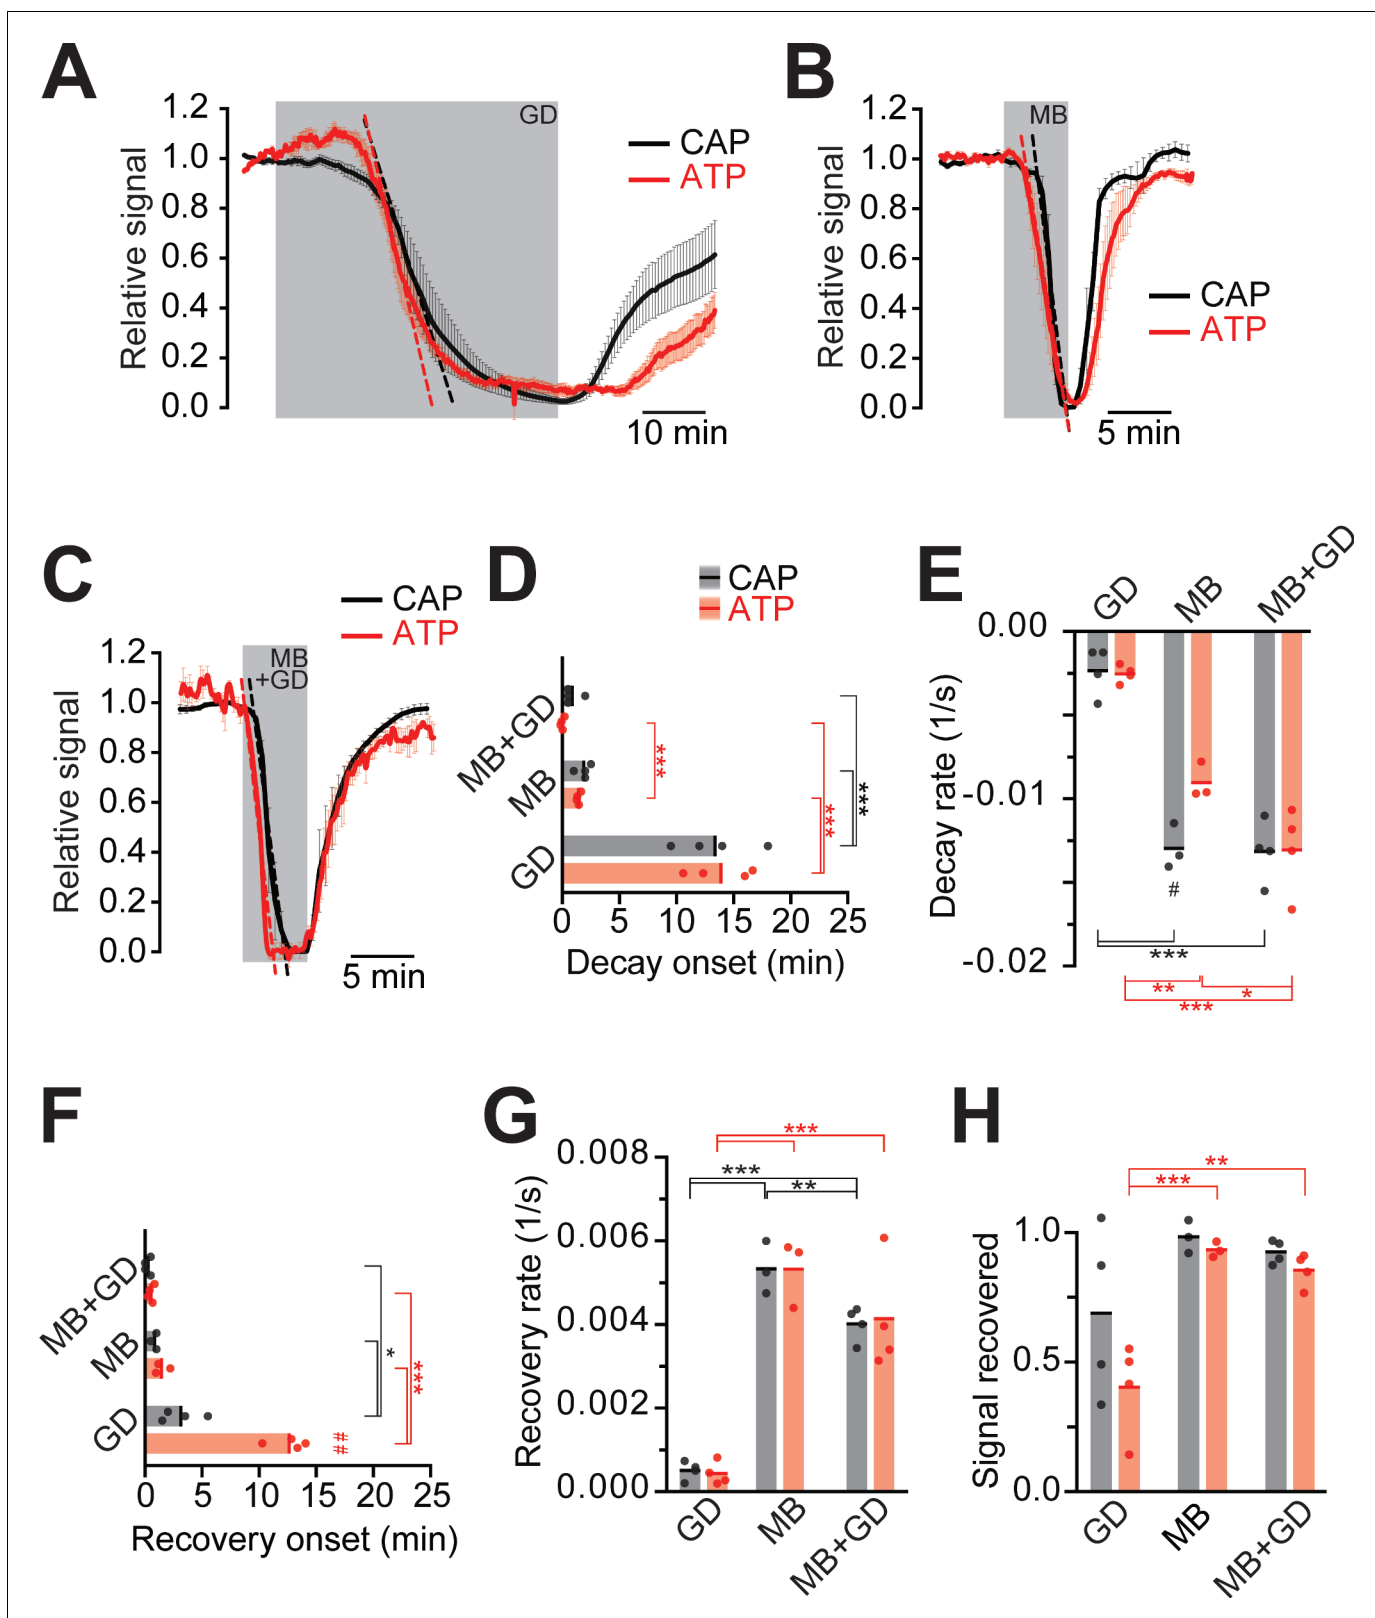 A
1.2
1.0
0.8
0.6
0.4
0.2
0.0
Relative signal
GD
CAP
ATP
10 min
B
1.2
1.0
0.8
0.6
0.4
0.2
0.0
Relative signal
MB
CAP
ATP
5 min
C
CAP
ATP
1.2
1.0
0.8
0.6
0.4
0.2
0.0
Relative signal
MB
+GD
5 min
D
CAP
ATP
MB+GD
MB
GD
***
***
***
0 5 10 15 20 25
Decay onset (min)
E
GD MB MB+GD
0.00
-0.01
-0.02
Decay rate (1/s)
#
***
** *
***
F
MB+GD
MB
GD
*
***
##
0 5 10 15 20 25
Recovery onset (min)
G
***
***
**
0.008
0.006
0.004
0.002
0.000
Recovery rate (1/s)
GD MB MB+GD
H
**
***
1.0
0.5
0.0
Signal recovered
GD MB MB+GD